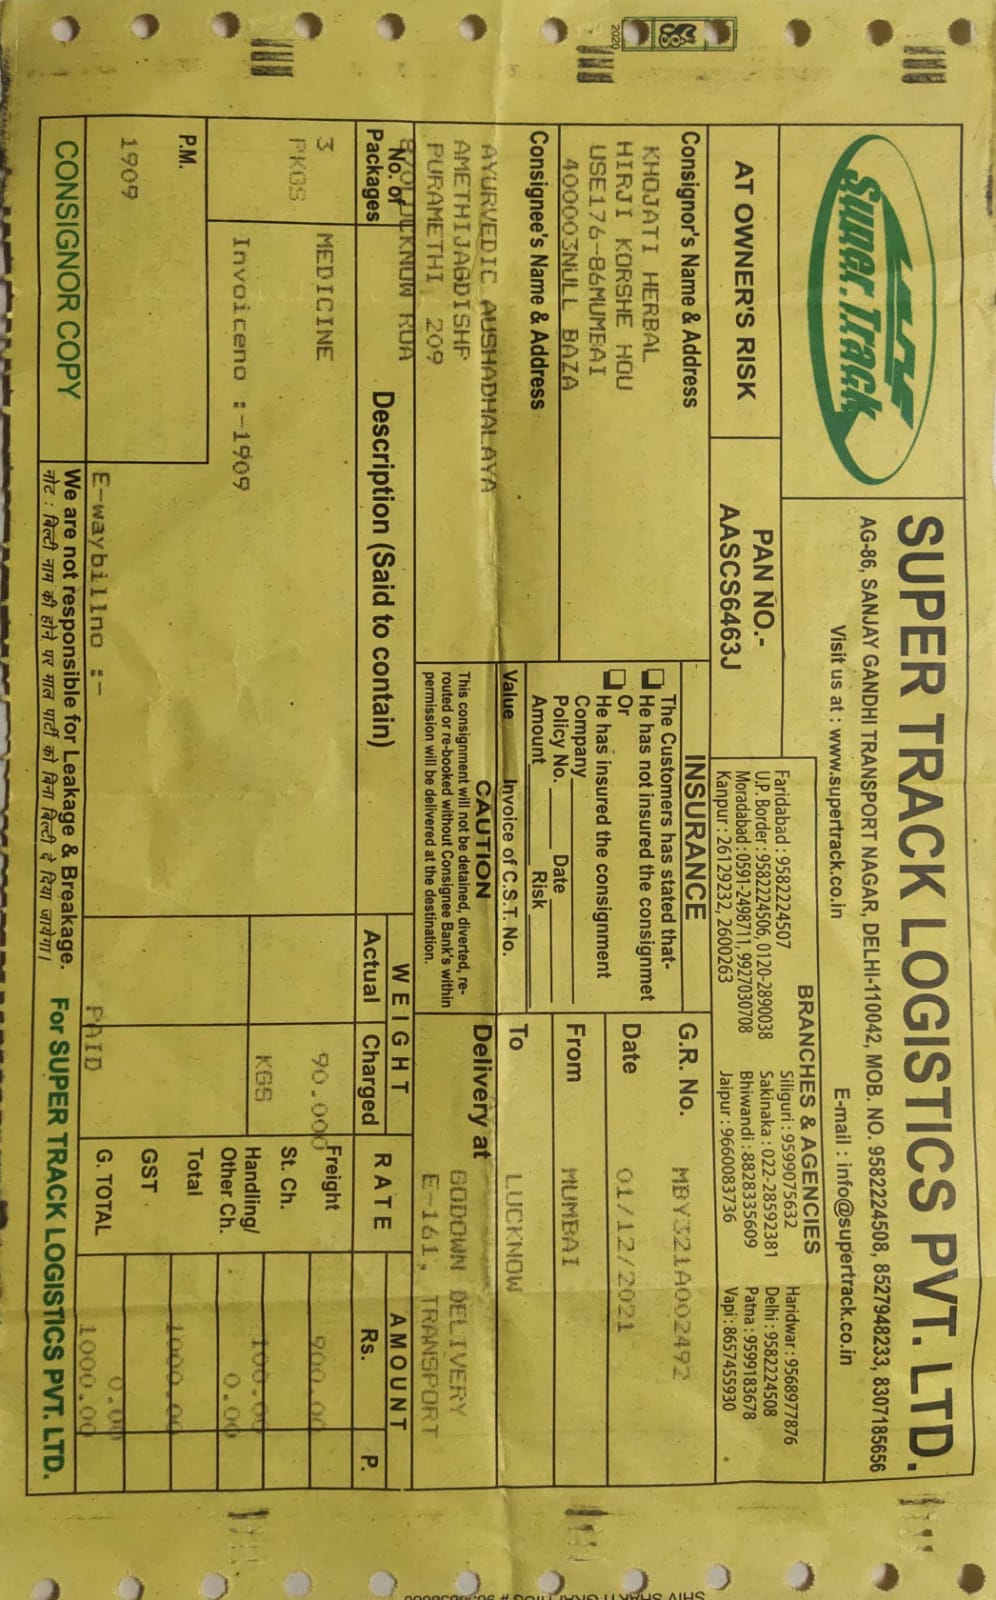 2020
Super Track
SUPER TRACK LOGISTICS PVT. LTD.
AG-86, SANJAY GANDHI TRANSPORT NAGAR, DELHI-110042, MOB. NO. 9582224508, 8527948233, 8307185656
Visit us at : www.supertrack.co.in E-mail : info@supertrack.co.in
AT OWNER'S RISK
PAN NO.-
AASCS6463J
BRANCHES & AGENCIES
Faridabad : 9582224507 Siliguri : 9599075632 Haridwar : 9568977876
U.P. Border : 9582224506, 0120-2890038 Sakinaka : 022-28592381 Delhi : 9582224508
Moradabad : 0591-2498711, 9927030708 Bhiwandi : 8828335609 Patna : 9599183678
Kanpur : 26129232, 2600263 Jaipur : 9660083736 Vapi : 8657455930
Consignor's Name & Address
KHOJATI HERBAL
HIRJI KORSHE HOU
USE176-86MUMBAI
400003NULL BAZA
Consignee's Name & Address
AYURVEDIC AUSHADHALAYA
AMETHIJAGDISHP
PURAMETHI 209
LUCKNOW ROA
INSURANCE
The Customers has stated that-
He has not insured the consignmet
Or
He has insured the consignment
Company
Policy No. Date
Amount Risk
Value Invoice of C.S.T. No.
CAUTION
This consignment will not be detained, diverted, re-
routed or re-booked without Consignee Bank's within
permission will be delivered at the destination.
G.R. No. MBY321A002492
Date 01/12/2021
From MUMBAI
To LUCKNOW
Delivery at GODOWN DELIVERY
E-161, TRANSPORT
No. of
Packages
Description (Said to contain)
WEIGHT
Actual Charged
RATE
AMOUNT
Rs. P.
3
PKGS
MEDICINE
Invoiceno :-1909
90.000
KGS
Freight 900.00
St. Ch.
100.00
Handling/
Other Ch. 0.00
Total 1000.00
GST 0.00
G. TOTAL 1000.00
P.M.
1909
E-waybillno :-
PAID
CONSIGNOR COPY
We are not responsible for Leakage & Breakage.
नोट : बिल्टी नाम की होने पर माल पार्टी को बिना बिल्टी दे दिया जायेगा।
For SUPER TRACK LOGISTICS PVT. LTD.